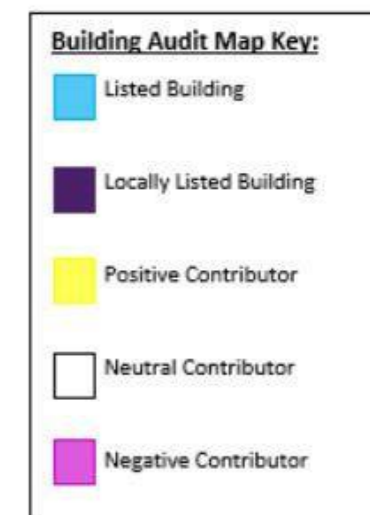 Building Audit Map Key:
Listed Building
Locally Listed Building
Positive Contributor
Neutral Contributor
Negative Contributor